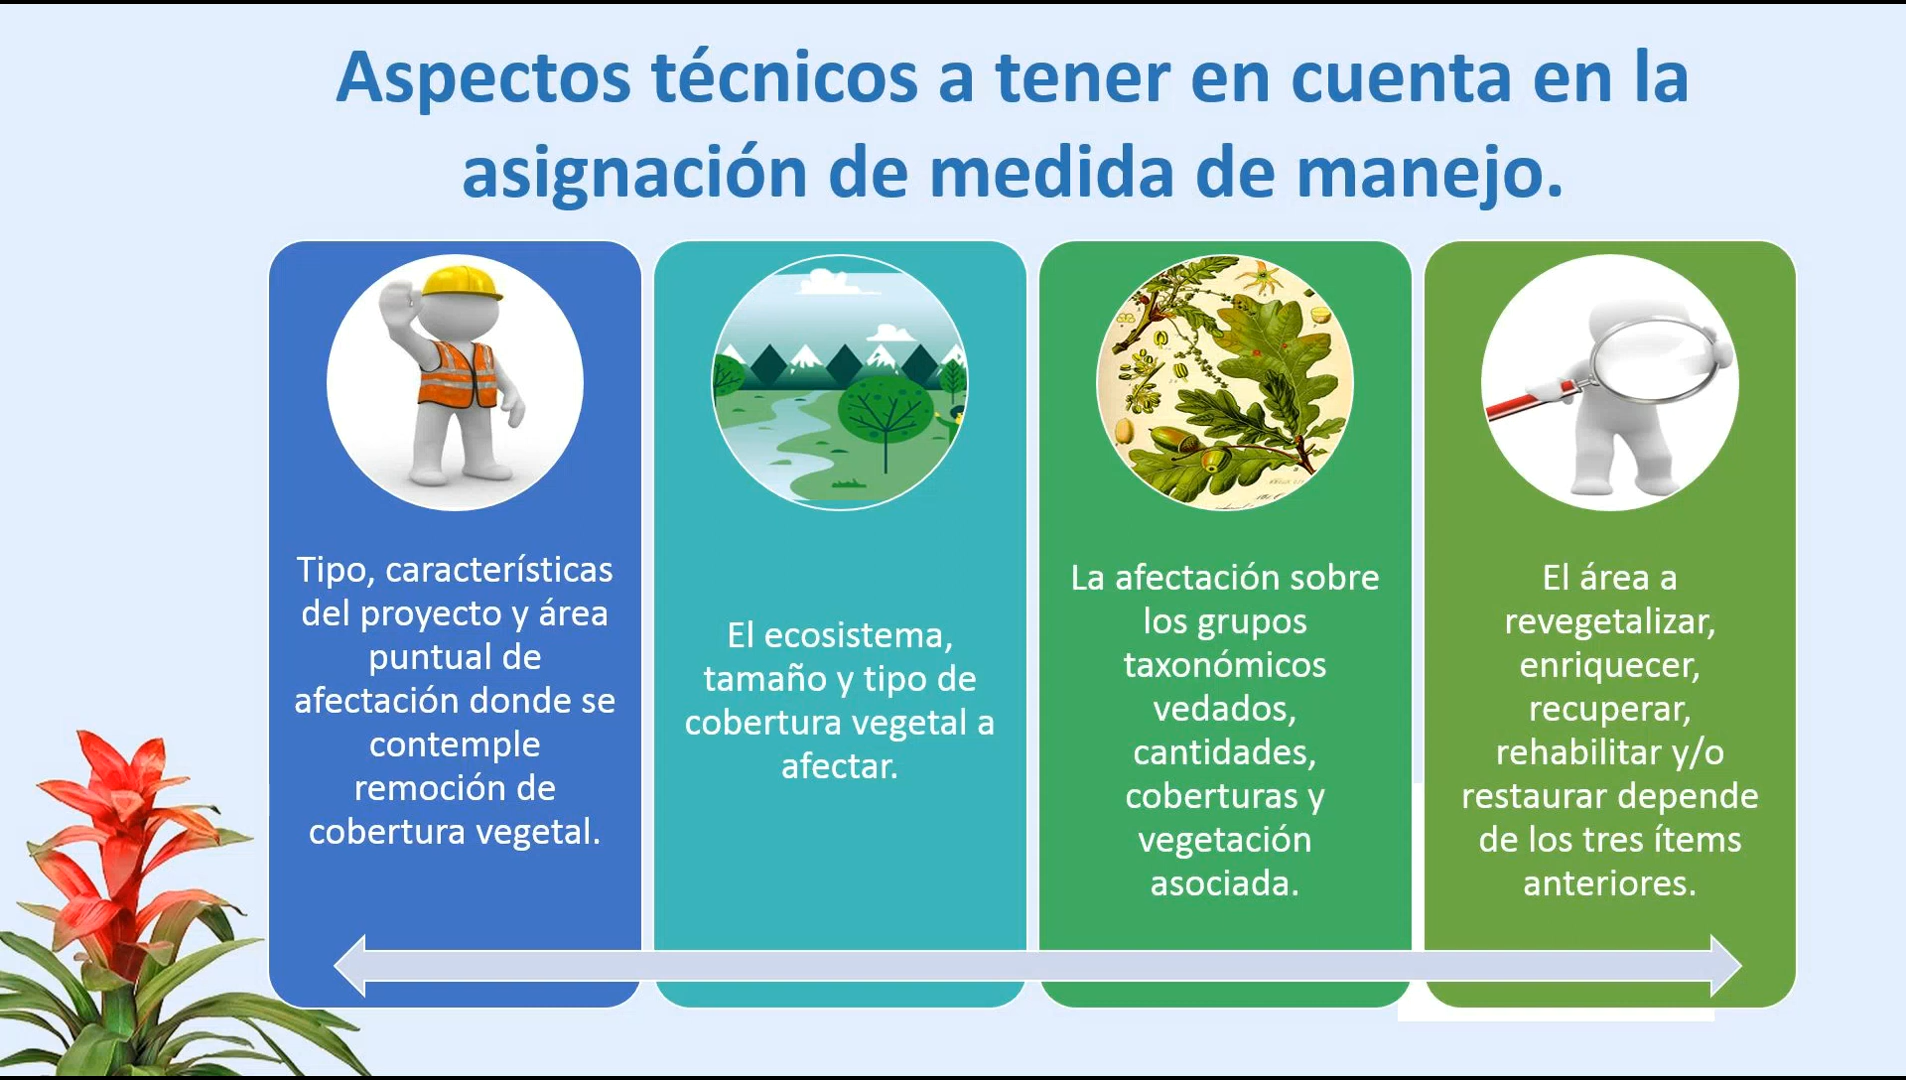 Aspectos técnicos a tener en cuenta en la
asignación de medida de manejo.
Tipo, características
del proyecto y área
puntual de
afectación donde se
contemple
remoción de
cobertura vegetal.
El ecosistema,
tamaño y tipo de
cobertura vegetal a
afectar.
La afectación sobre
los grupos
taxonómicos
vedados,
cantidades,
coberturas y
vegetación
asociada.
El área a
revegetalizar,
enriquecer,
recuperar,
rehabilitar y/o
restaurar depende
de los tres ítems
anteriores.